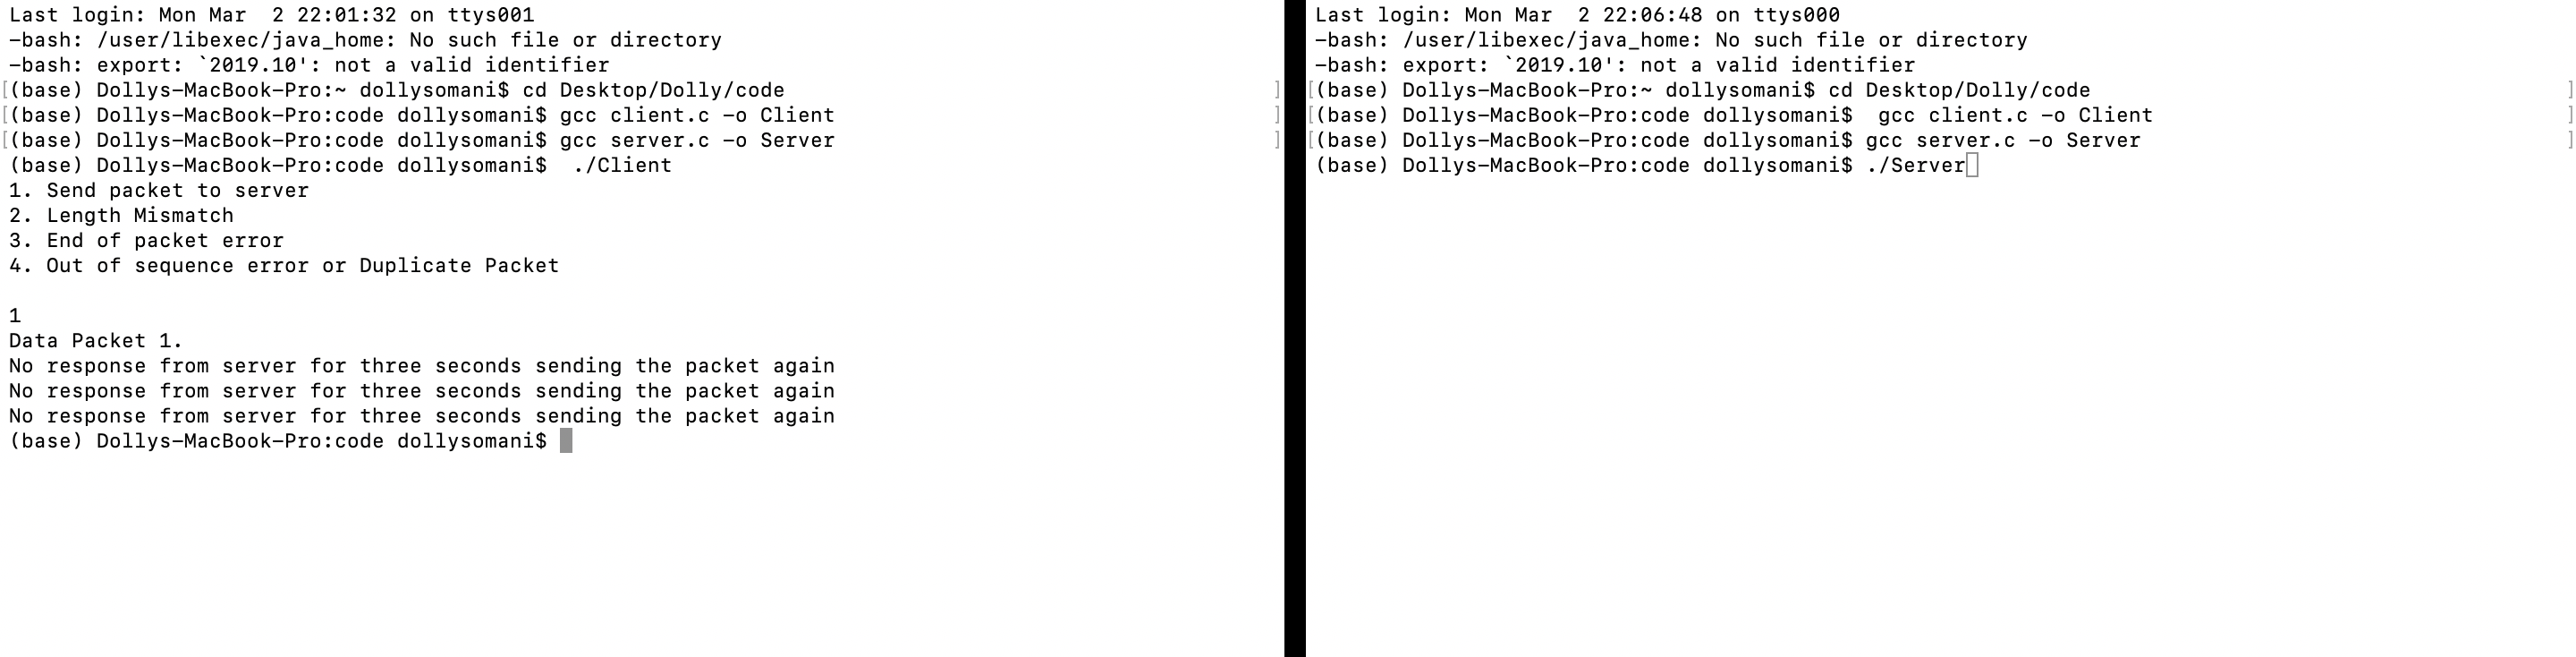 Last login: Mon Mar  2 22:01:32 on ttys001
-bash: /user/libexec/java_home: No such file or directory
-bash: export: `2019.10': not a valid identifier
[(base) Dollys-MacBook-Pro:~ dollysomani$ cd Desktop/Dolly/code ]
[(base) Dollys-MacBook-Pro:code dollysomani$ gcc client.c -o Client ]
[(base) Dollys-MacBook-Pro:code dollysomani$ gcc server.c -o Server ]
(base) Dollys-MacBook-Pro:code dollysomani$  ./Client
1. Send packet to server
2. Length Mismatch
3. End of packet error
4. Out of sequence error or Duplicate Packet
1
Data Packet 1.
No response from server for three seconds sending the packet again
No response from server for three seconds sending the packet again
No response from server for three seconds sending the packet again
(base) Dollys-MacBook-Pro:code dollysomani$
Last login: Mon Mar  2 22:06:48 on ttys000
-bash: /user/libexec/java_home: No such file or directory
-bash: export: `2019.10': not a valid identifier
[(base) Dollys-MacBook-Pro:~ dollysomani$ cd Desktop/Dolly/code ]
[(base) Dollys-MacBook-Pro:code dollysomani$  gcc client.c -o Client ]
[(base) Dollys-MacBook-Pro:code dollysomani$ gcc server.c -o Server ]
(base) Dollys-MacBook-Pro:code dollysomani$ ./Server